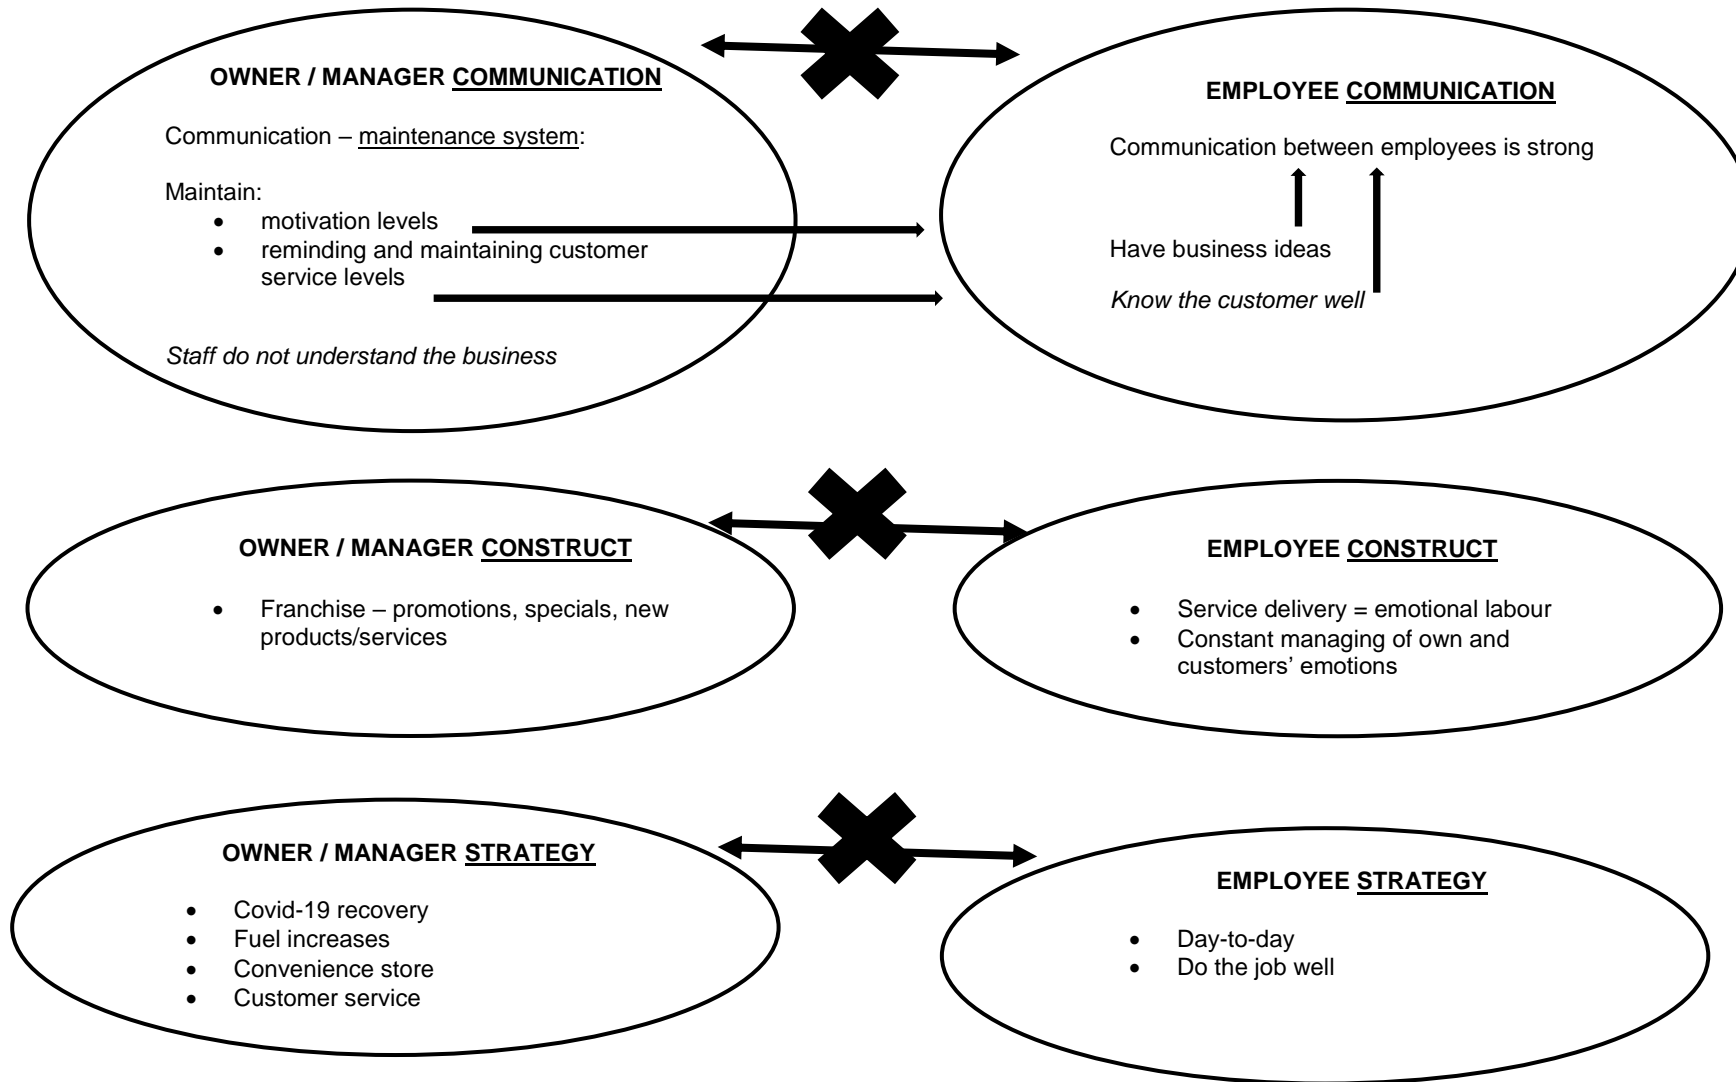 OWNER / MANAGER COMMUNICATION
Communication – maintenance system:
Maintain:
• motivation levels
• reminding and maintaining customer
service levels
Staff do not understand the business
EMPLOYEE COMMUNICATION
Communication between employees is strong
Have business ideas
Know the customer well
OWNER / MANAGER CONSTRUCT
• Franchise – promotions, specials, new
products/services
EMPLOYEE CONSTRUCT
• Service delivery = emotional labour
• Constant managing of own and
customers’ emotions
OWNER / MANAGER STRATEGY
• Covid-19 recovery
• Fuel increases
• Convenience store
• Customer service
EMPLOYEE STRATEGY
• Day-to-day
• Do the job well